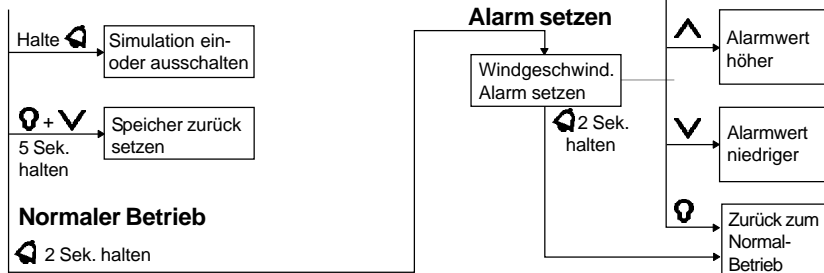 Halte
Simulation ein-
oder ausschalten
+
5 Sek.
halten
Speicher zurück
setzen
Normaler Betrieb
2 Sek. halten
Alarm setzen
Windgeschwind.
Alarm setzen
2 Sek.
halten
Alarmwert
höher
Alarmwert
niedriger
Zurück zum
Normal-
Betrieb